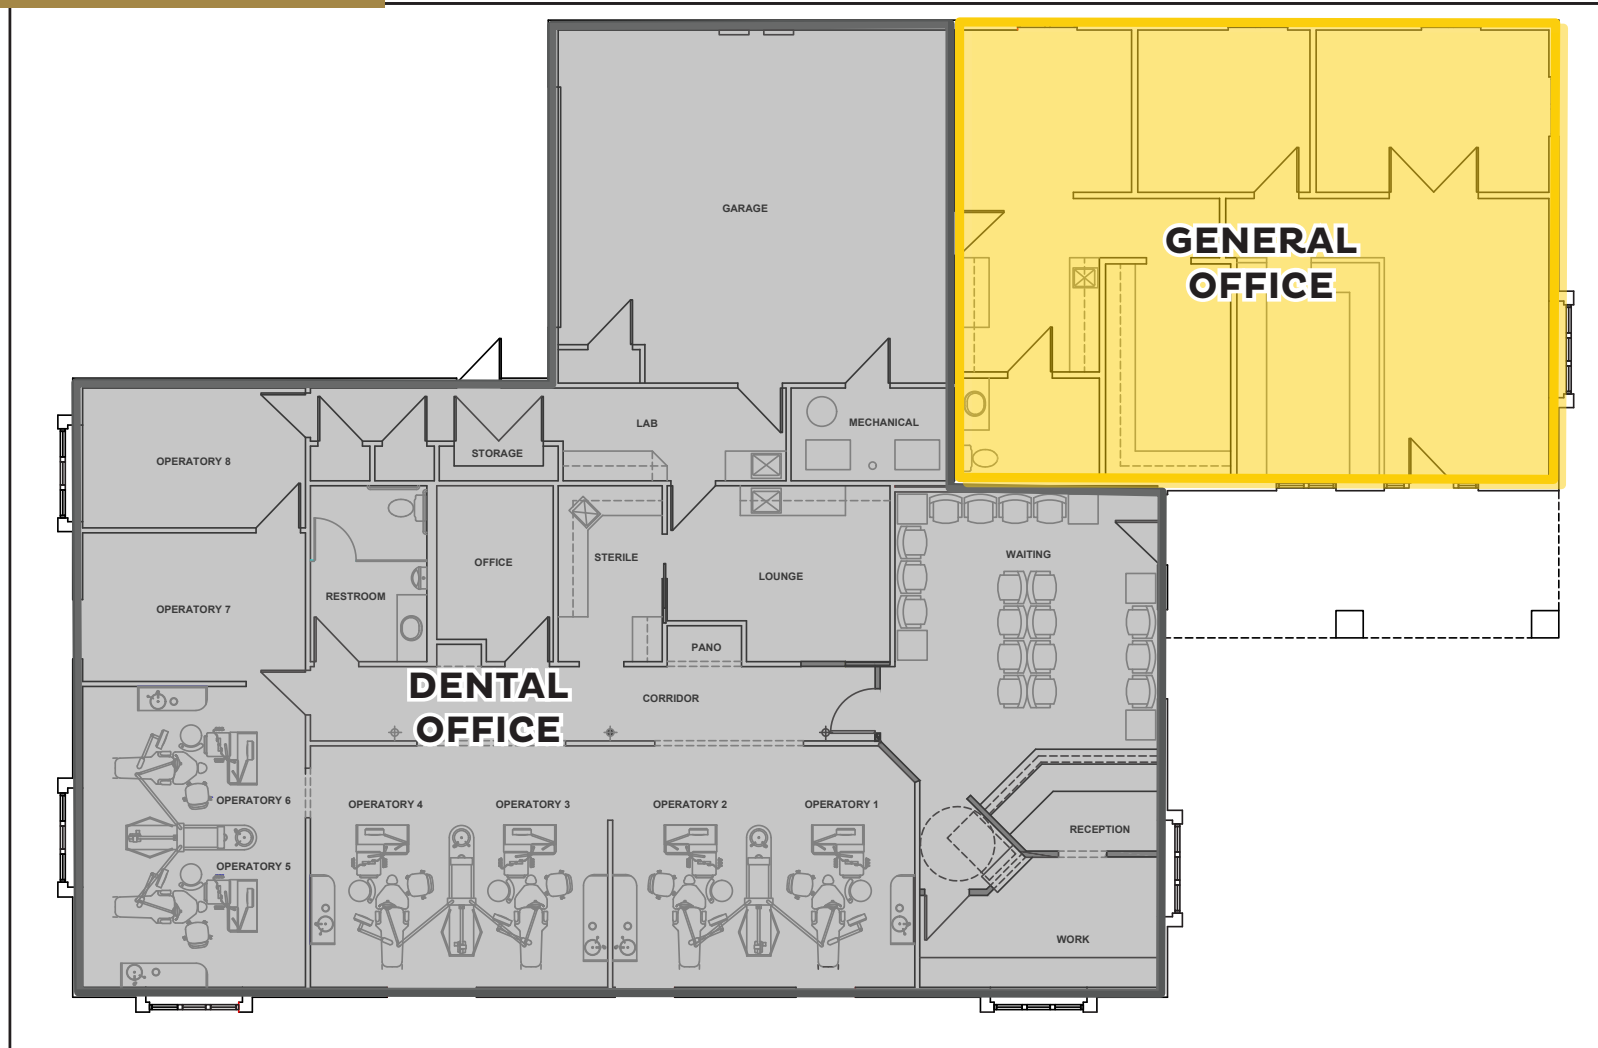 GARAGE
GENERAL
OFFICE
LAB
MECHANICAL
STORAGE
OPERATORY 8
WAITING
STERILE
OFFICE
LOUNGE
RESTROOM
OPERATORY 7
PANO
CORRIDOR
DENTAL
OFFICE
OPERATORY 6
OPERATORY 4
OPERATORY 3
OPERATORY 2
OPERATORY 1
RECEPTION
OPERATORY 5
WORK